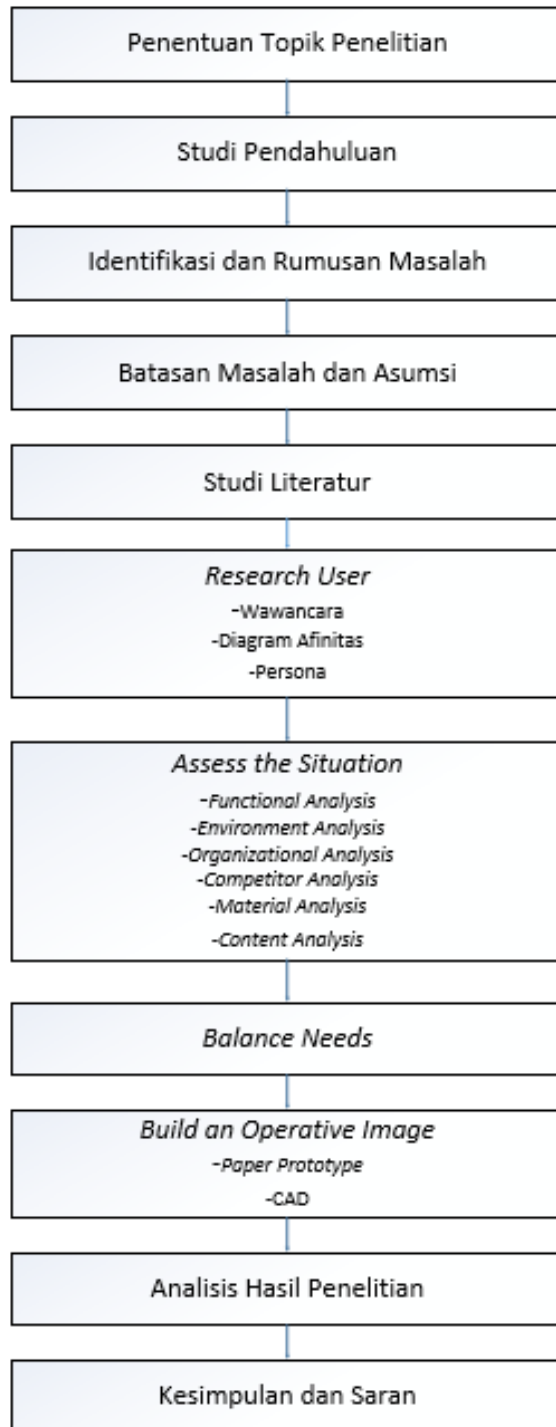 Penentuan Topik Penelitian
Studi Pendahuluan
Identifikasi dan Rumusan Masalah
Batasan Masalah dan Asumsi
Studi Literatur
Research User
-Wawancara
-Diagram Afinitas
-Persona
Assess the Situation
-Functional Analysis
-Environment Analysis
-Organizational Analysis
-Competitor Analysis
-Material Analysis
-Content Analysis
Balance Needs
Build an Operative Image
-Paper Prototype
-CAD
Analisis Hasil Penelitian
Kesimpulan dan Saran